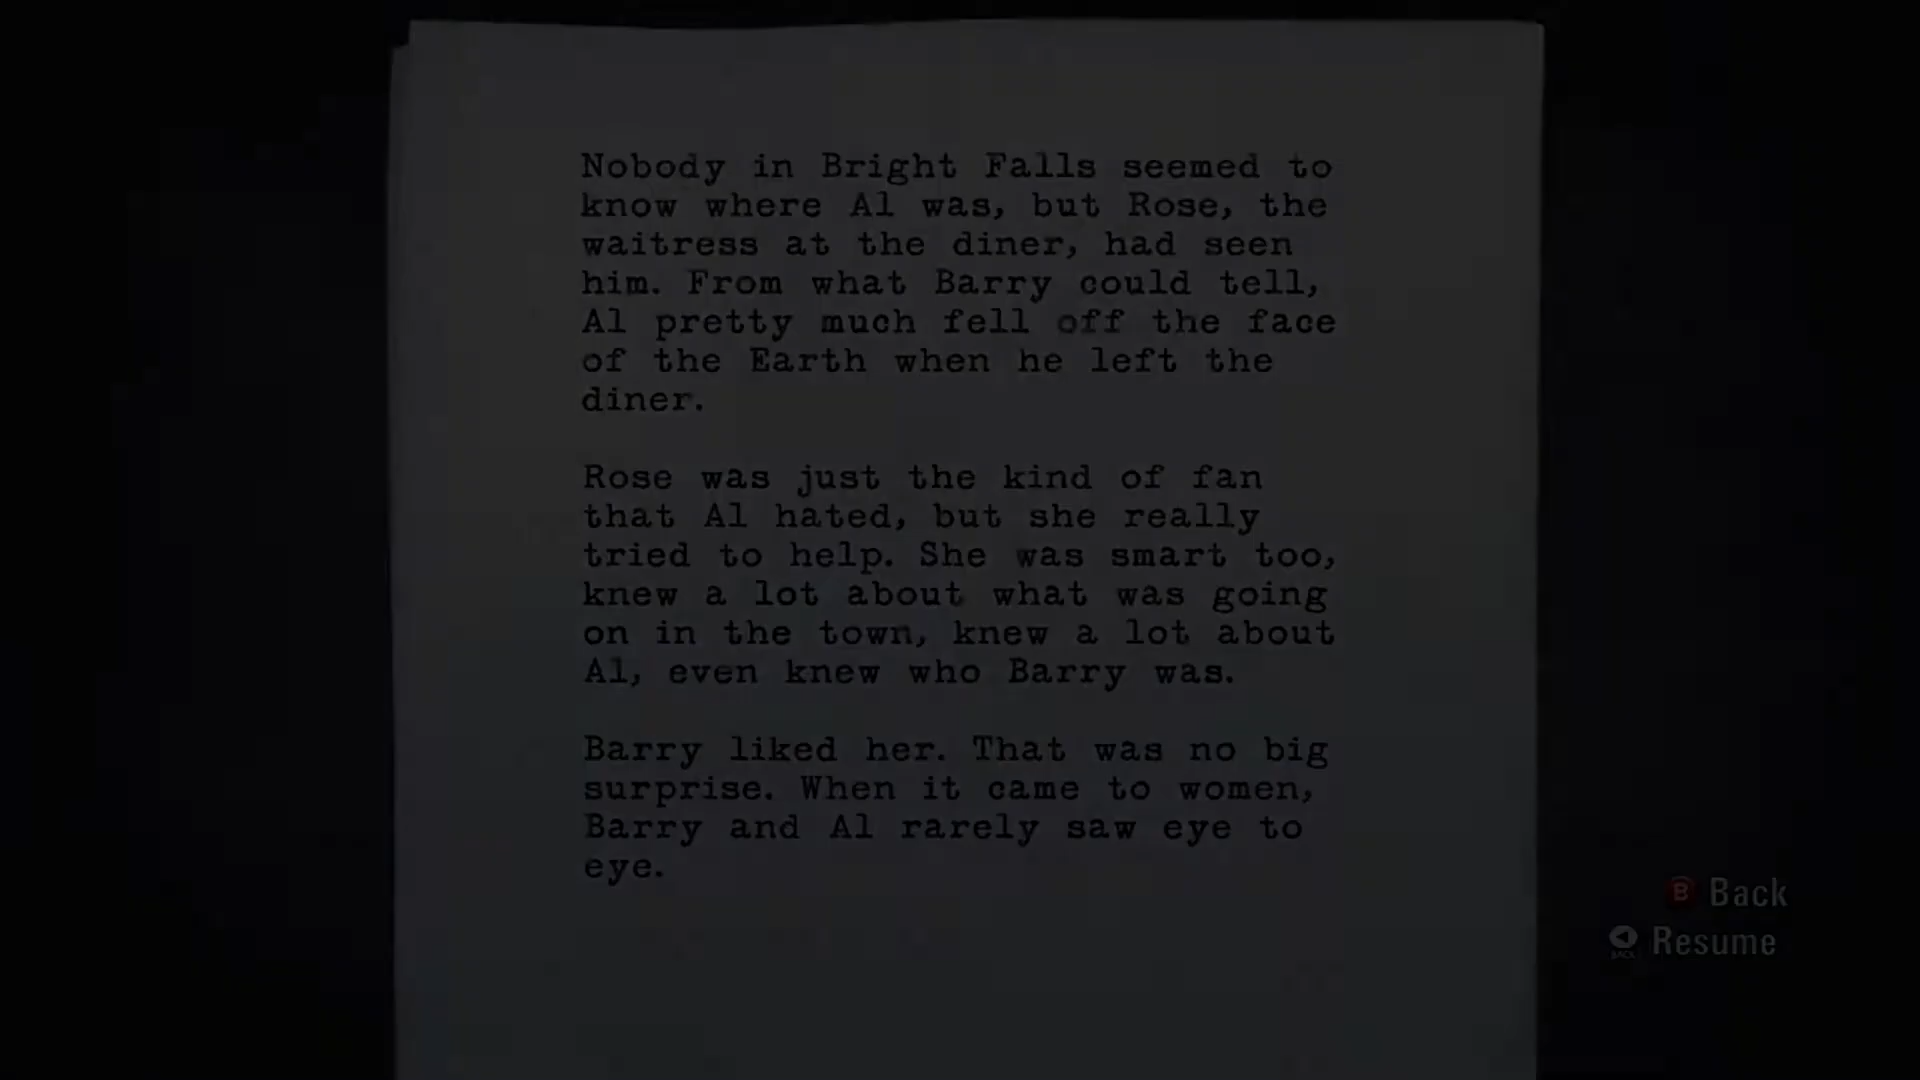 Nobody in Bright Falls seemed to
know where Al was, but Rose, the
waitress at the diner, had seen
him. From what Barry could tell,
Al pretty much fell off the face
of the Earth when he left the
diner.
Rose was just the kind of fan
that Al hated, but she really
tried to help. She was smart too,
knew a lot about what was going
on in the town, knew a lot about
Al, even knew who Barry was.
Barry liked her. That was no big
surprise. When it came to women,
Barry and Al rarely saw eye to
eye.
B Back
BACK Resume